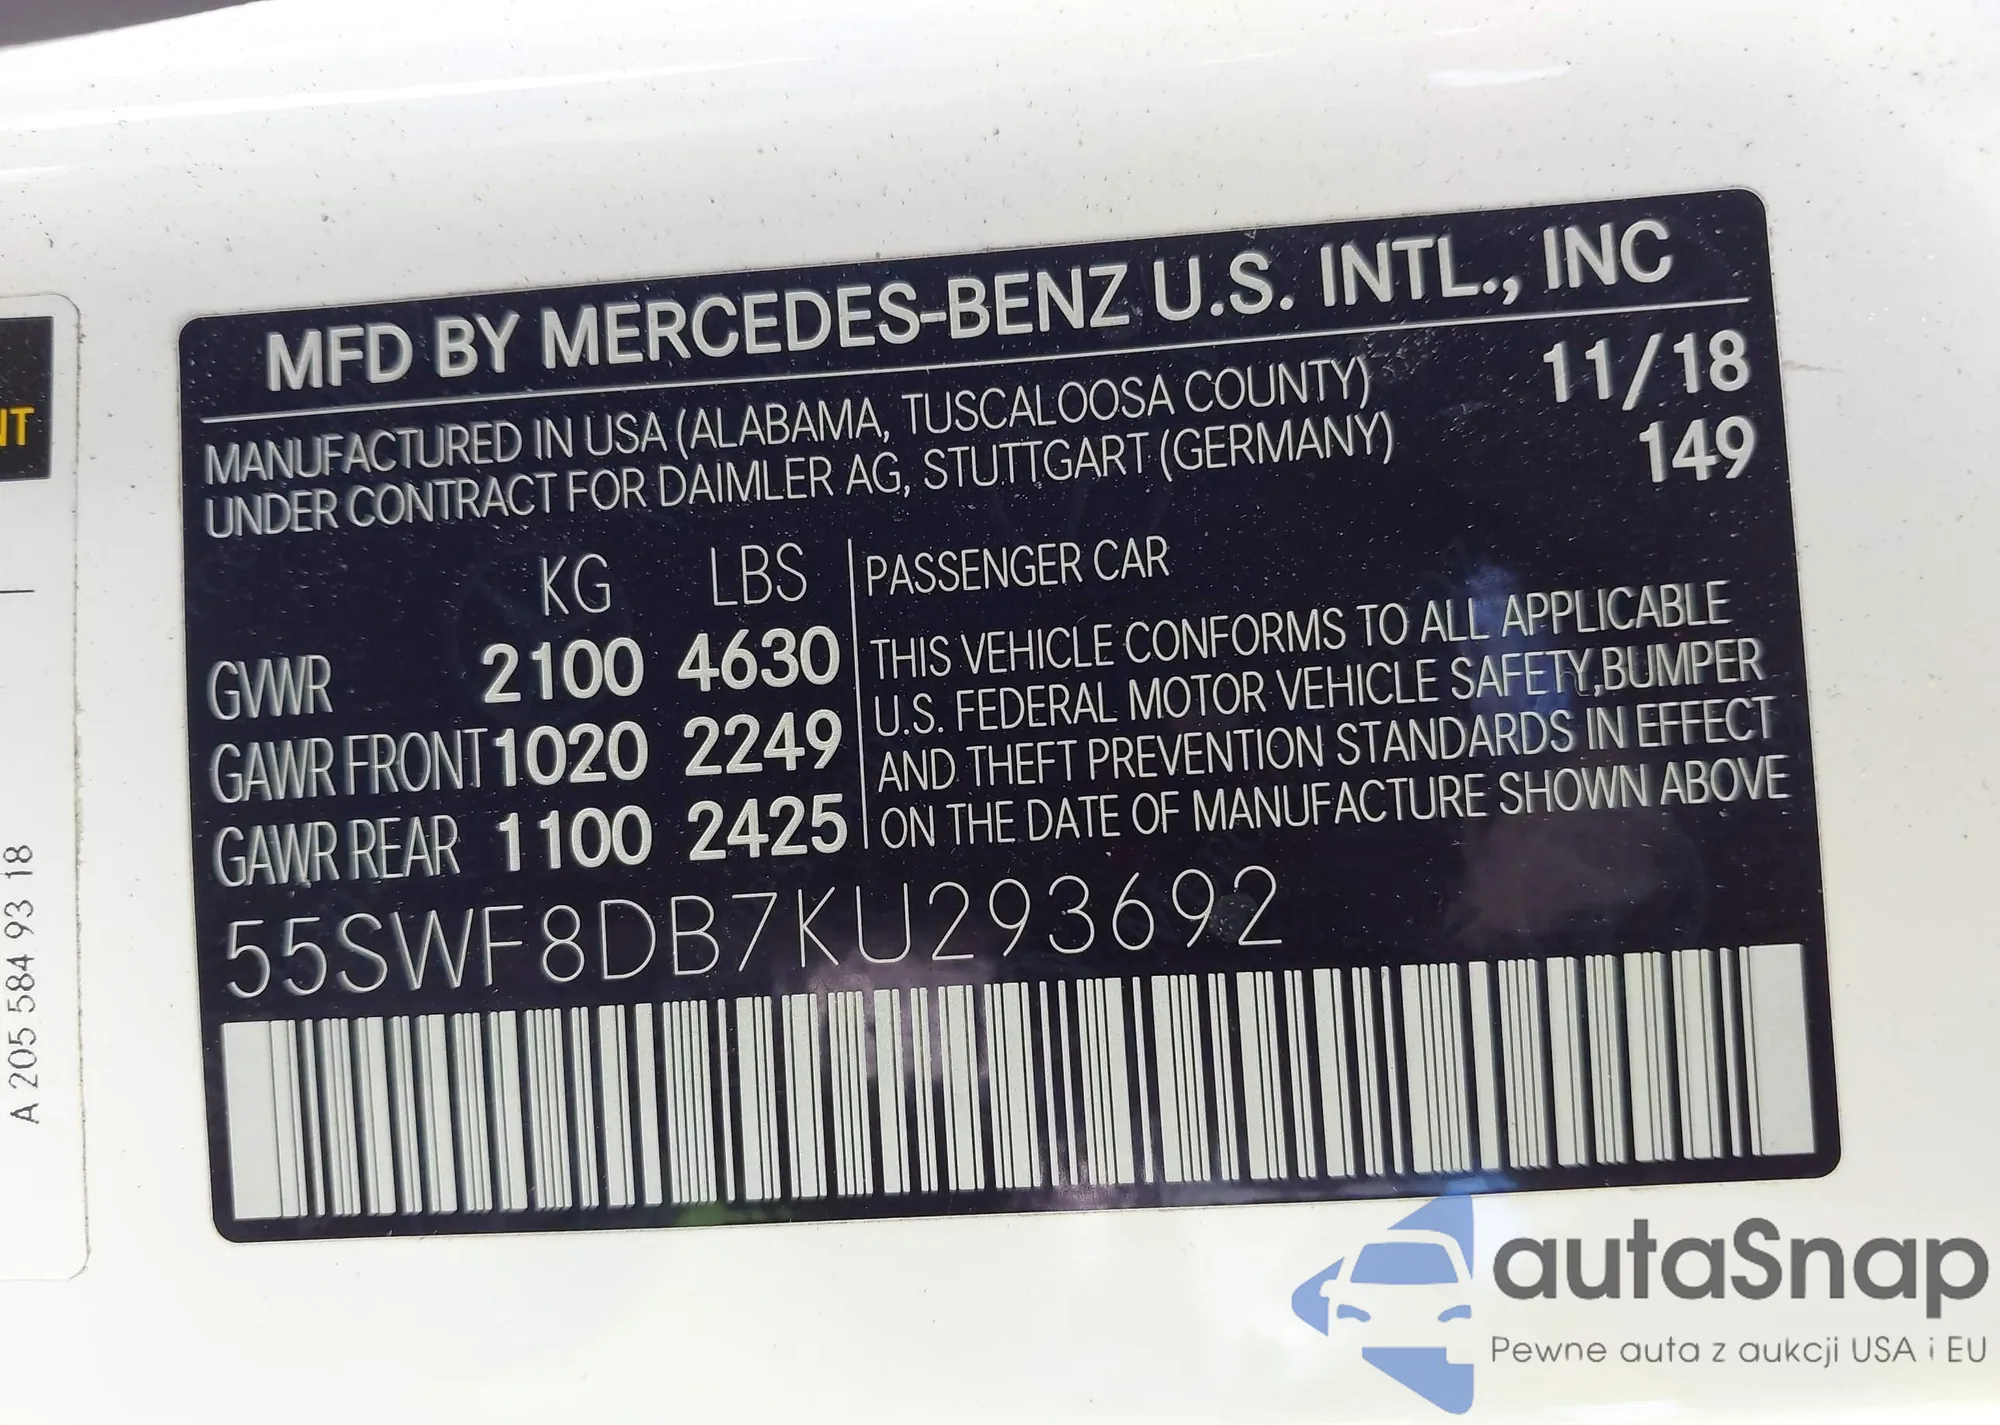 MFD BY MERCEDES-BENZ U.S. INTL., INC
MANUFACTURED IN USA (ALABAMA, TUSCALOOSA COUNTY) 11/18
UNDER CONTRACT FOR DAIMLER AG, STUTTGART (GERMANY) 149
KG LBS
GVWR 2100 4630
GAWR FRONT 1020 2249
GAWR REAR 1100 2425
PASSENGER CAR
THIS VEHICLE CONFORMS TO ALL APPLICABLE
U.S. FEDERAL MOTOR VEHICLE SAFETY,BUMPER
AND THEFT PREVENTION STANDARDS IN EFFECT
ON THE DATE OF MANUFACTURE SHOWN ABOVE
55SWF8DB7KU293692
NT
A 205 584 93 18
autaSnap
Pewne auta z aukcji USA i EU